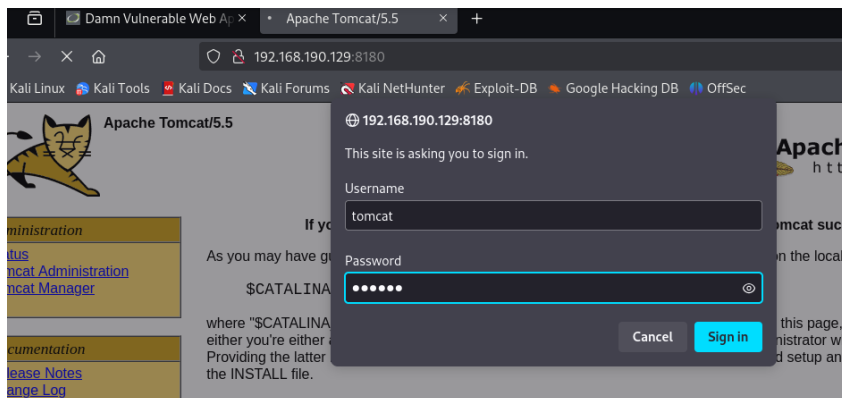 Damn Vulnerable Web Ap
Apache Tomcat/5.5
192.168.190.129:8180
Kali Linux Kali Tools Kali Docs Kali Forums Kali NetHunter Exploit-DB Google Hacking DB OffSec
Apache Tomcat/5.5
192.168.190.129:8180
This site is asking you to sign in.
Username
tomcat
Password
••••••
Cancel Sign in
Apach
htt
ministration
atus
mcat Administration
mcat Manager
cumentation
lease Notes
ange Log
If yo
omcat suc
As you may have gu
on the local
$CATALINA
where "$CATALINA
this page,
either you're either a
nistrator w
Providing the latter
d setup an
the INSTALL file.